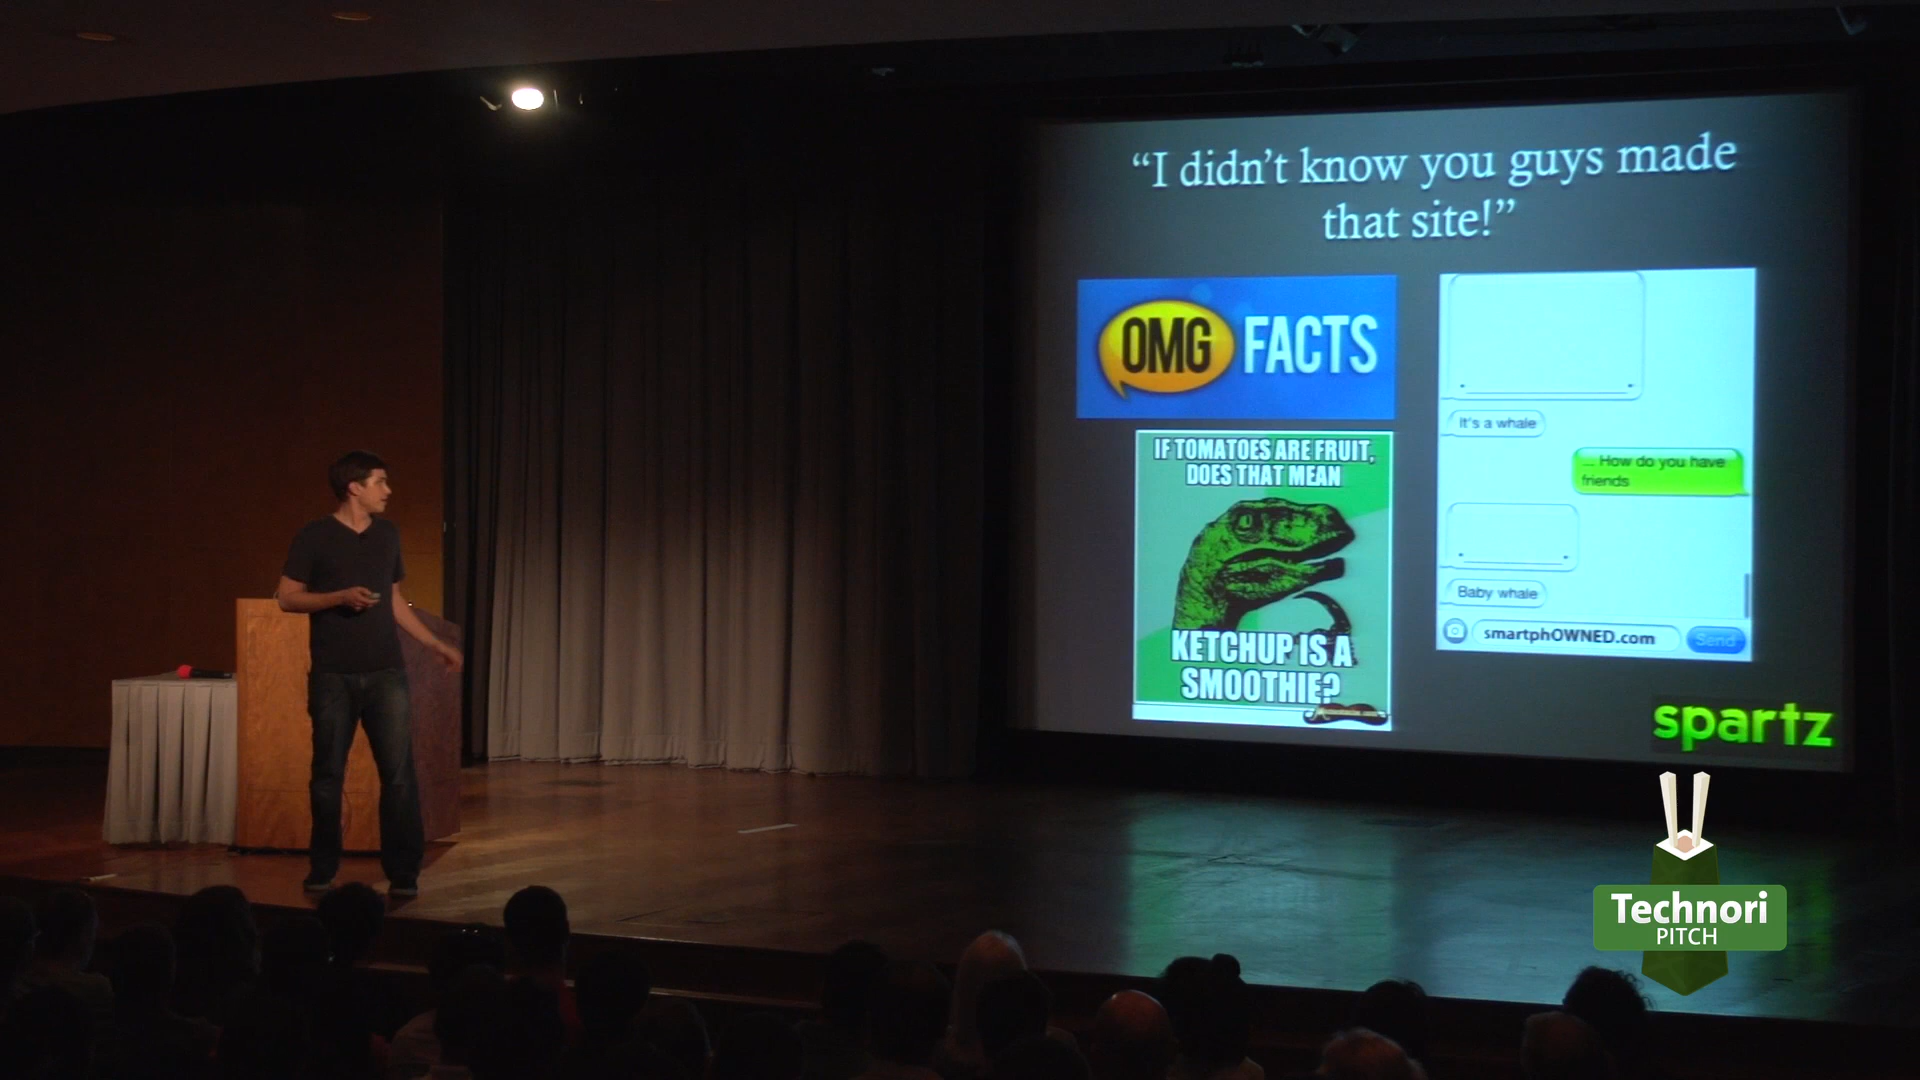 “I didn’t know you guys made
that site!”
OMG FACTS
IF TOMATOES ARE FRUIT,
DOES THAT MEAN
KETCHUP IS A
SMOOTHIE?
It's a whale
... How do you have
friends
Baby whale
smartphOWNED.com
Send
spartz
Technori
PITCH